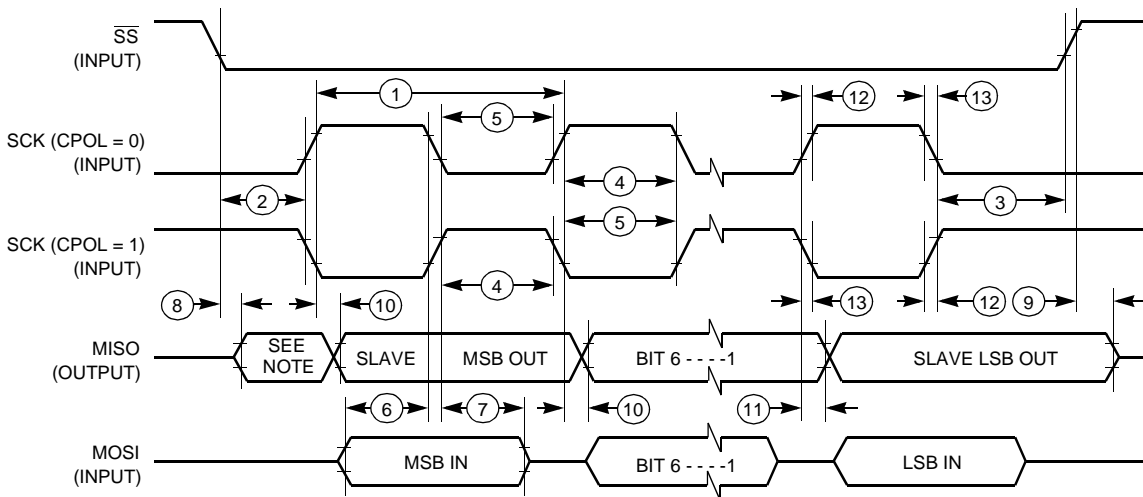 SS
(INPUT)
1
12
13
5
SCK (CPOL = 0)
(INPUT)
4
2
3
5
SCK (CPOL = 1)
(INPUT)
4
8
10
13
12
9
MISO
(OUTPUT)
SEE
NOTE
SLAVE
MSB OUT
BIT 6 - - - - 1
SLAVE LSB OUT
6
7
10
11
MOSI
(INPUT)
MSB IN
BIT 6 - - - - 1
LSB IN